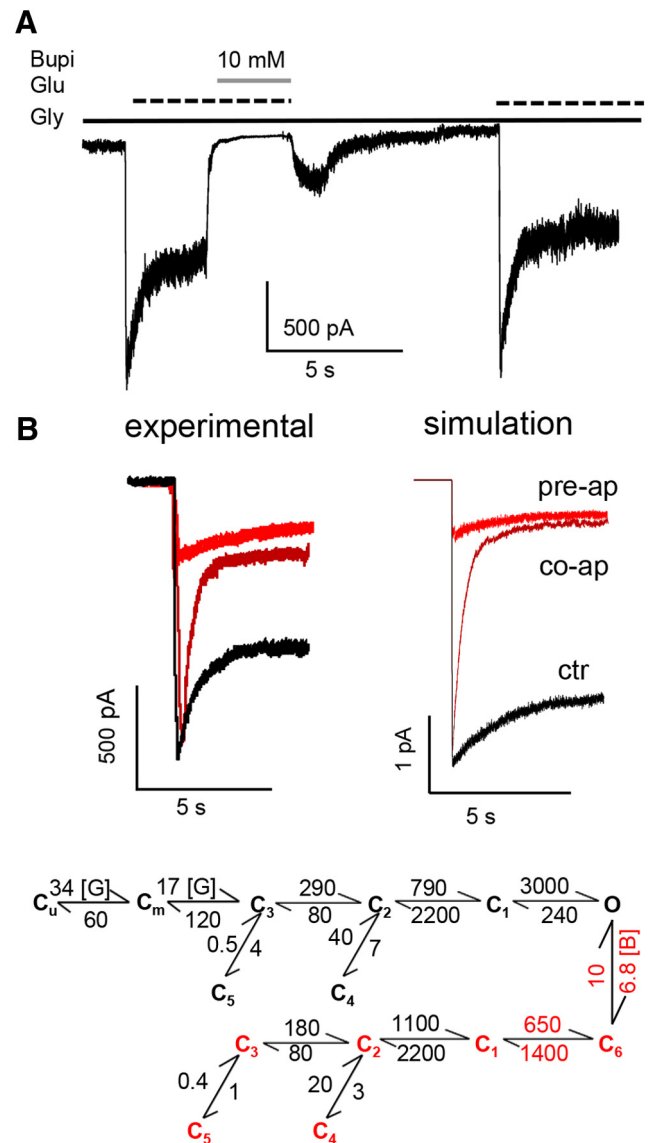 A
Bupi 10 mM
Glu
Gly
500 pA
5 s
B
experimental simulation
pre-ap
co-ap
ctr
500 pA
5 s
1 pA
5 s
34 [G] 17 [G] 290 790 3000
Cu Cm C3 C2 C1 O
60 120 80 2200 240
0.5 4 40 7
C5 C4
10 6.8 [B]
180 1100 650
C3 C2 C1 C6
80 2200 1400
0.4 1 20 3
C5 C4